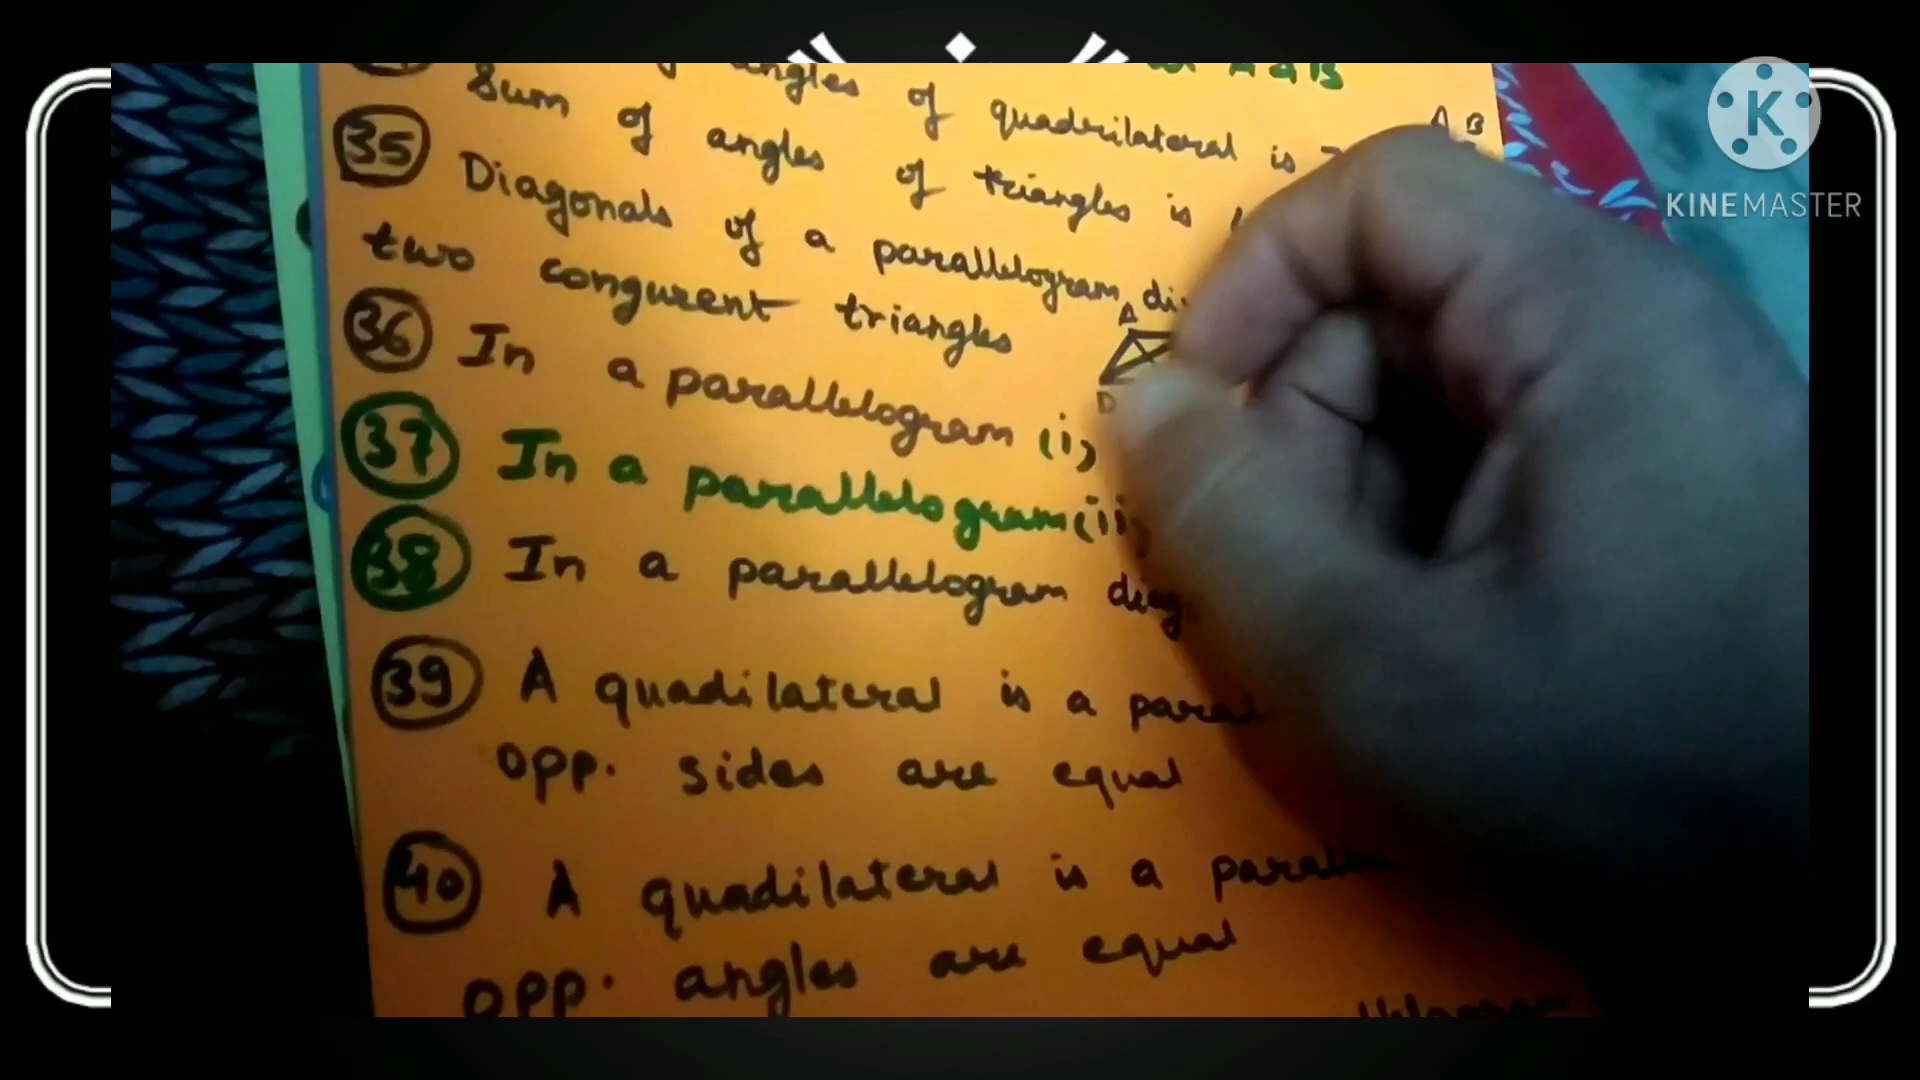 angles of quadrilateral is
Sum of angles of triangles is
35 Diagonals of a parallelogram
two congurent triangles
36 In a parallelogram (i)
37 In a parallelogram (ii)
38 In a parallelogram
39 A quadilateral is a
opp. sides are equal
40 A quadilateral is a
opp. angles are equal
A B
A
D
K
KINEMASTER